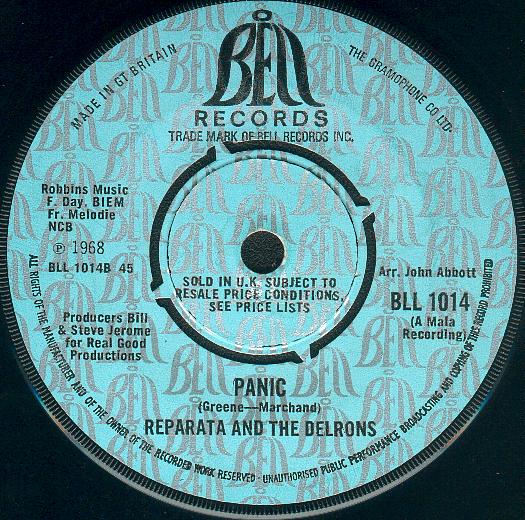 BELL
RECORDS
TRADE MARK OF BELL RECORDS INC.
MADE IN GT BRITAIN
THE GRAMOPHONE CO LTD.
Robbins Music
F. Day. BIEM
Fr. Melodie
NCB
Ⓟ 1968
BLL 1014B 45
Producers Bill
& Steve Jerome
for Real Good
Productions
SOLD IN U.K. SUBJECT TO
RESALE PRICE CONDITIONS,
SEE PRICE LISTS
Arr. John Abbott
BLL 1014
(A Mala
Recording)
PANIC
(Greene—Marchand)
REPARATA AND THE DELRONS
ALL RIGHTS OF THE MANUFACTURER AND OF THE OWNER OF THE RECORDED WORK RESERVED—UNAUTHORISED PUBLIC PERFORMANCE BROADCASTING AND COPYING OF THIS RECORD PROHIBITED